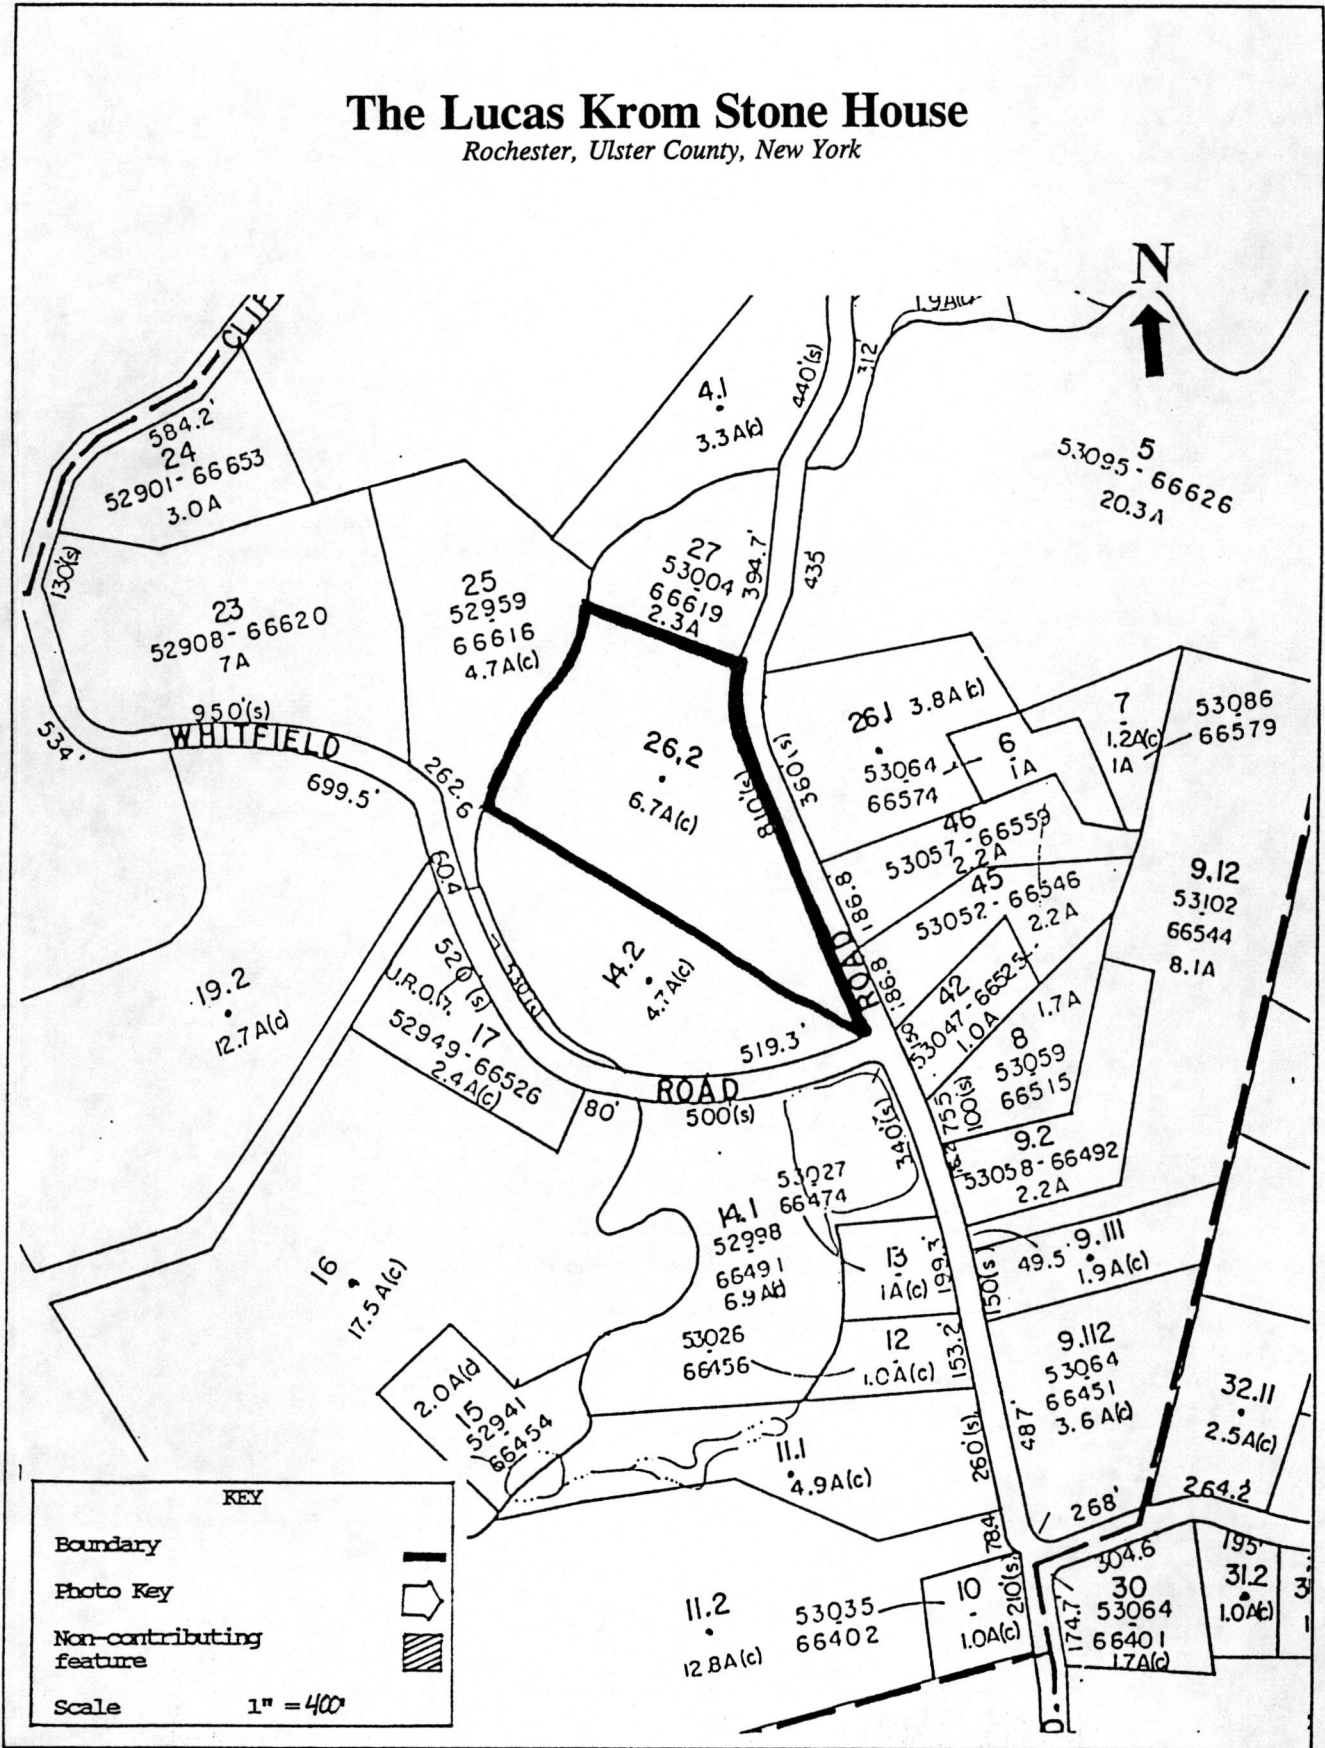 The Lucas Krom Stone House
Rochester, Ulster County, New York
N
CLIF
1.9A(c)
584.2'
24
52901-66653
3.0A
4.1
3.3A(c)
440'(s)
312'
5
53095-66626
20.3A
130'(s)
23
52908-66620
7A
25
52959
66616
4.7A(c)
27
53004
66619
2.3A
394.7'
435
950'(s)
WHITFIELD
534'
699.5'
262.6'
26.2
6.7A(c)
810'(s)
360'(s)
26.1 3.8A(c)
53064
66574
6
1A
7
1.2A(c)
1A
53086
66579
46
53057-66559
2.2A
45
53052-66546
2.2A
9.12
53102
66544
8.1A
186.8'
186.8'
ROAD
60.4
520'(s)
530'(s)
U.R.O.W.
17
52949-66526
2.4A(c)
14.2
4.7A(c)
19.2
12.7A(c)
42
53047-66525
1.0A
1.7A
150'
8
53059
66515
519.3'
ROAD
500'(s)
80'
340'(s)
755
100'(s)
9.2
53058-66492
2.2A
53027
66474
14.1
52998
66491
6.9A(c)
13
1A(c)
199.3'
150'(s)
49.5
9.111
1.9A(c)
16
17.5A(c)
53026
66456
12
1.0A(c)
153.2'
9.112
53064
66451
3.6A(c)
32.11
2.5A(c)
2.0A(c)
15
52941
66454
11.1
4.9A(c)
260'(s)
487'
268'
264.2
78.4
304.6'
195'
11.2
12.8A(c)
53035
66402
10
1.0A(c)
210'(s)
174.7'
30
53064
66401
1.7A(c)
31.2
1.0A(c)
3
D.
KEY
Boundary
Photo Key
Non-contributing
feature
Scale 1" = 400'